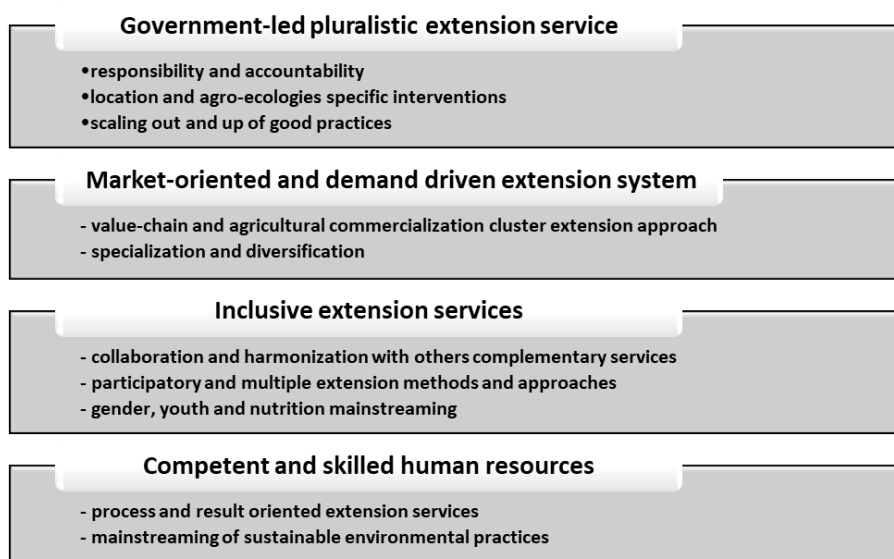 Government-led pluralistic extension service
•responsibility and accountability
•location and agro-ecologies specific interventions
•scaling out and up of good practices
Market-oriented and demand driven extension system
- value-chain and agricultural commercialization cluster extension approach
- specialization and diversification
Inclusive extension services
- collaboration and harmonization with others complementary services
- participatory and multiple extension methods and approaches
- gender, youth and nutrition mainstreaming
Competent and skilled human resources
- process and result oriented extension services
- mainstreaming of sustainable environmental practices